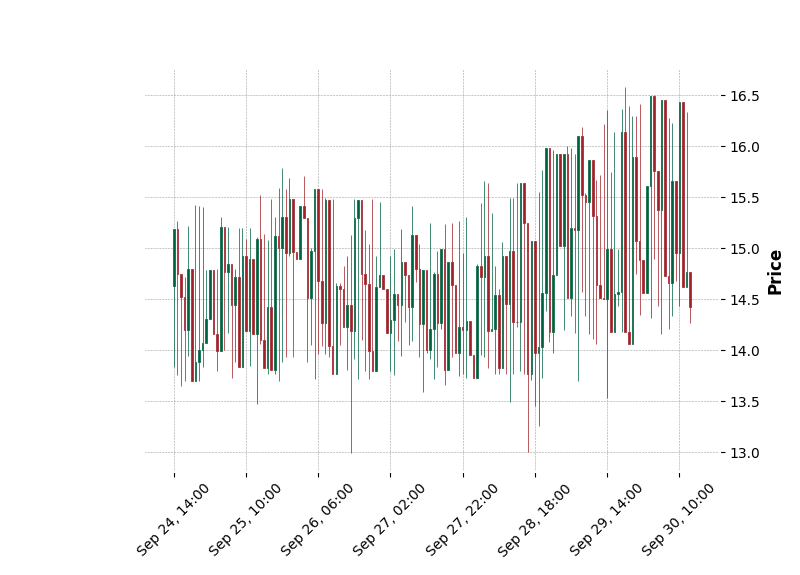 16.5
16.0
15.5
15.0
14.5
14.0
13.5
13.0
Price
Sep 24, 14:00
Sep 25, 10:00
Sep 26, 06:00
Sep 27, 02:00
Sep 27, 22:00
Sep 28, 18:00
Sep 29, 14:00
Sep 30, 10:00